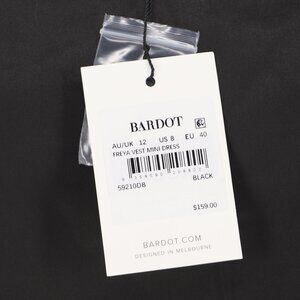 BARDOT
AU/UK 12 US 8 EU 40
FREYA VEST MINI DRESS
59210DB BLACK
$159.00
BARDOT.COM
DESIGNED IN MELBOURNE